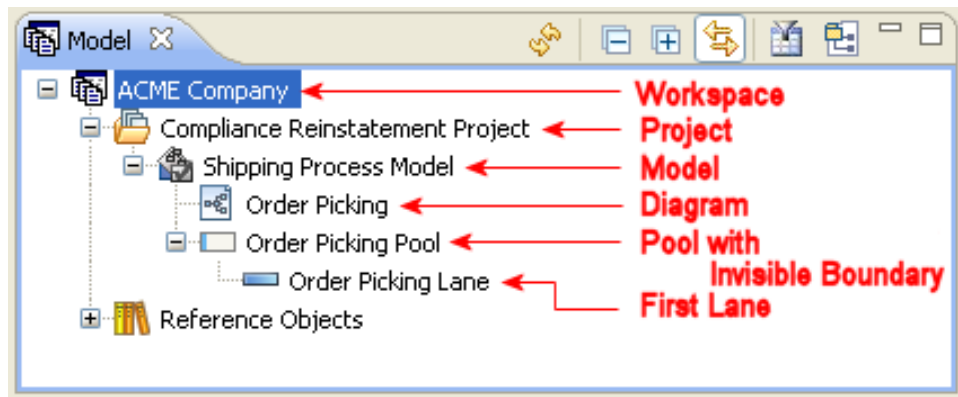 Model
ACME Company Workspace
Compliance Reinstatement Project Project
Shipping Process Model Model
Order Picking Diagram
Order Picking Pool Pool with
Invisible Boundary
Order Picking Lane
First Lane
Reference Objects